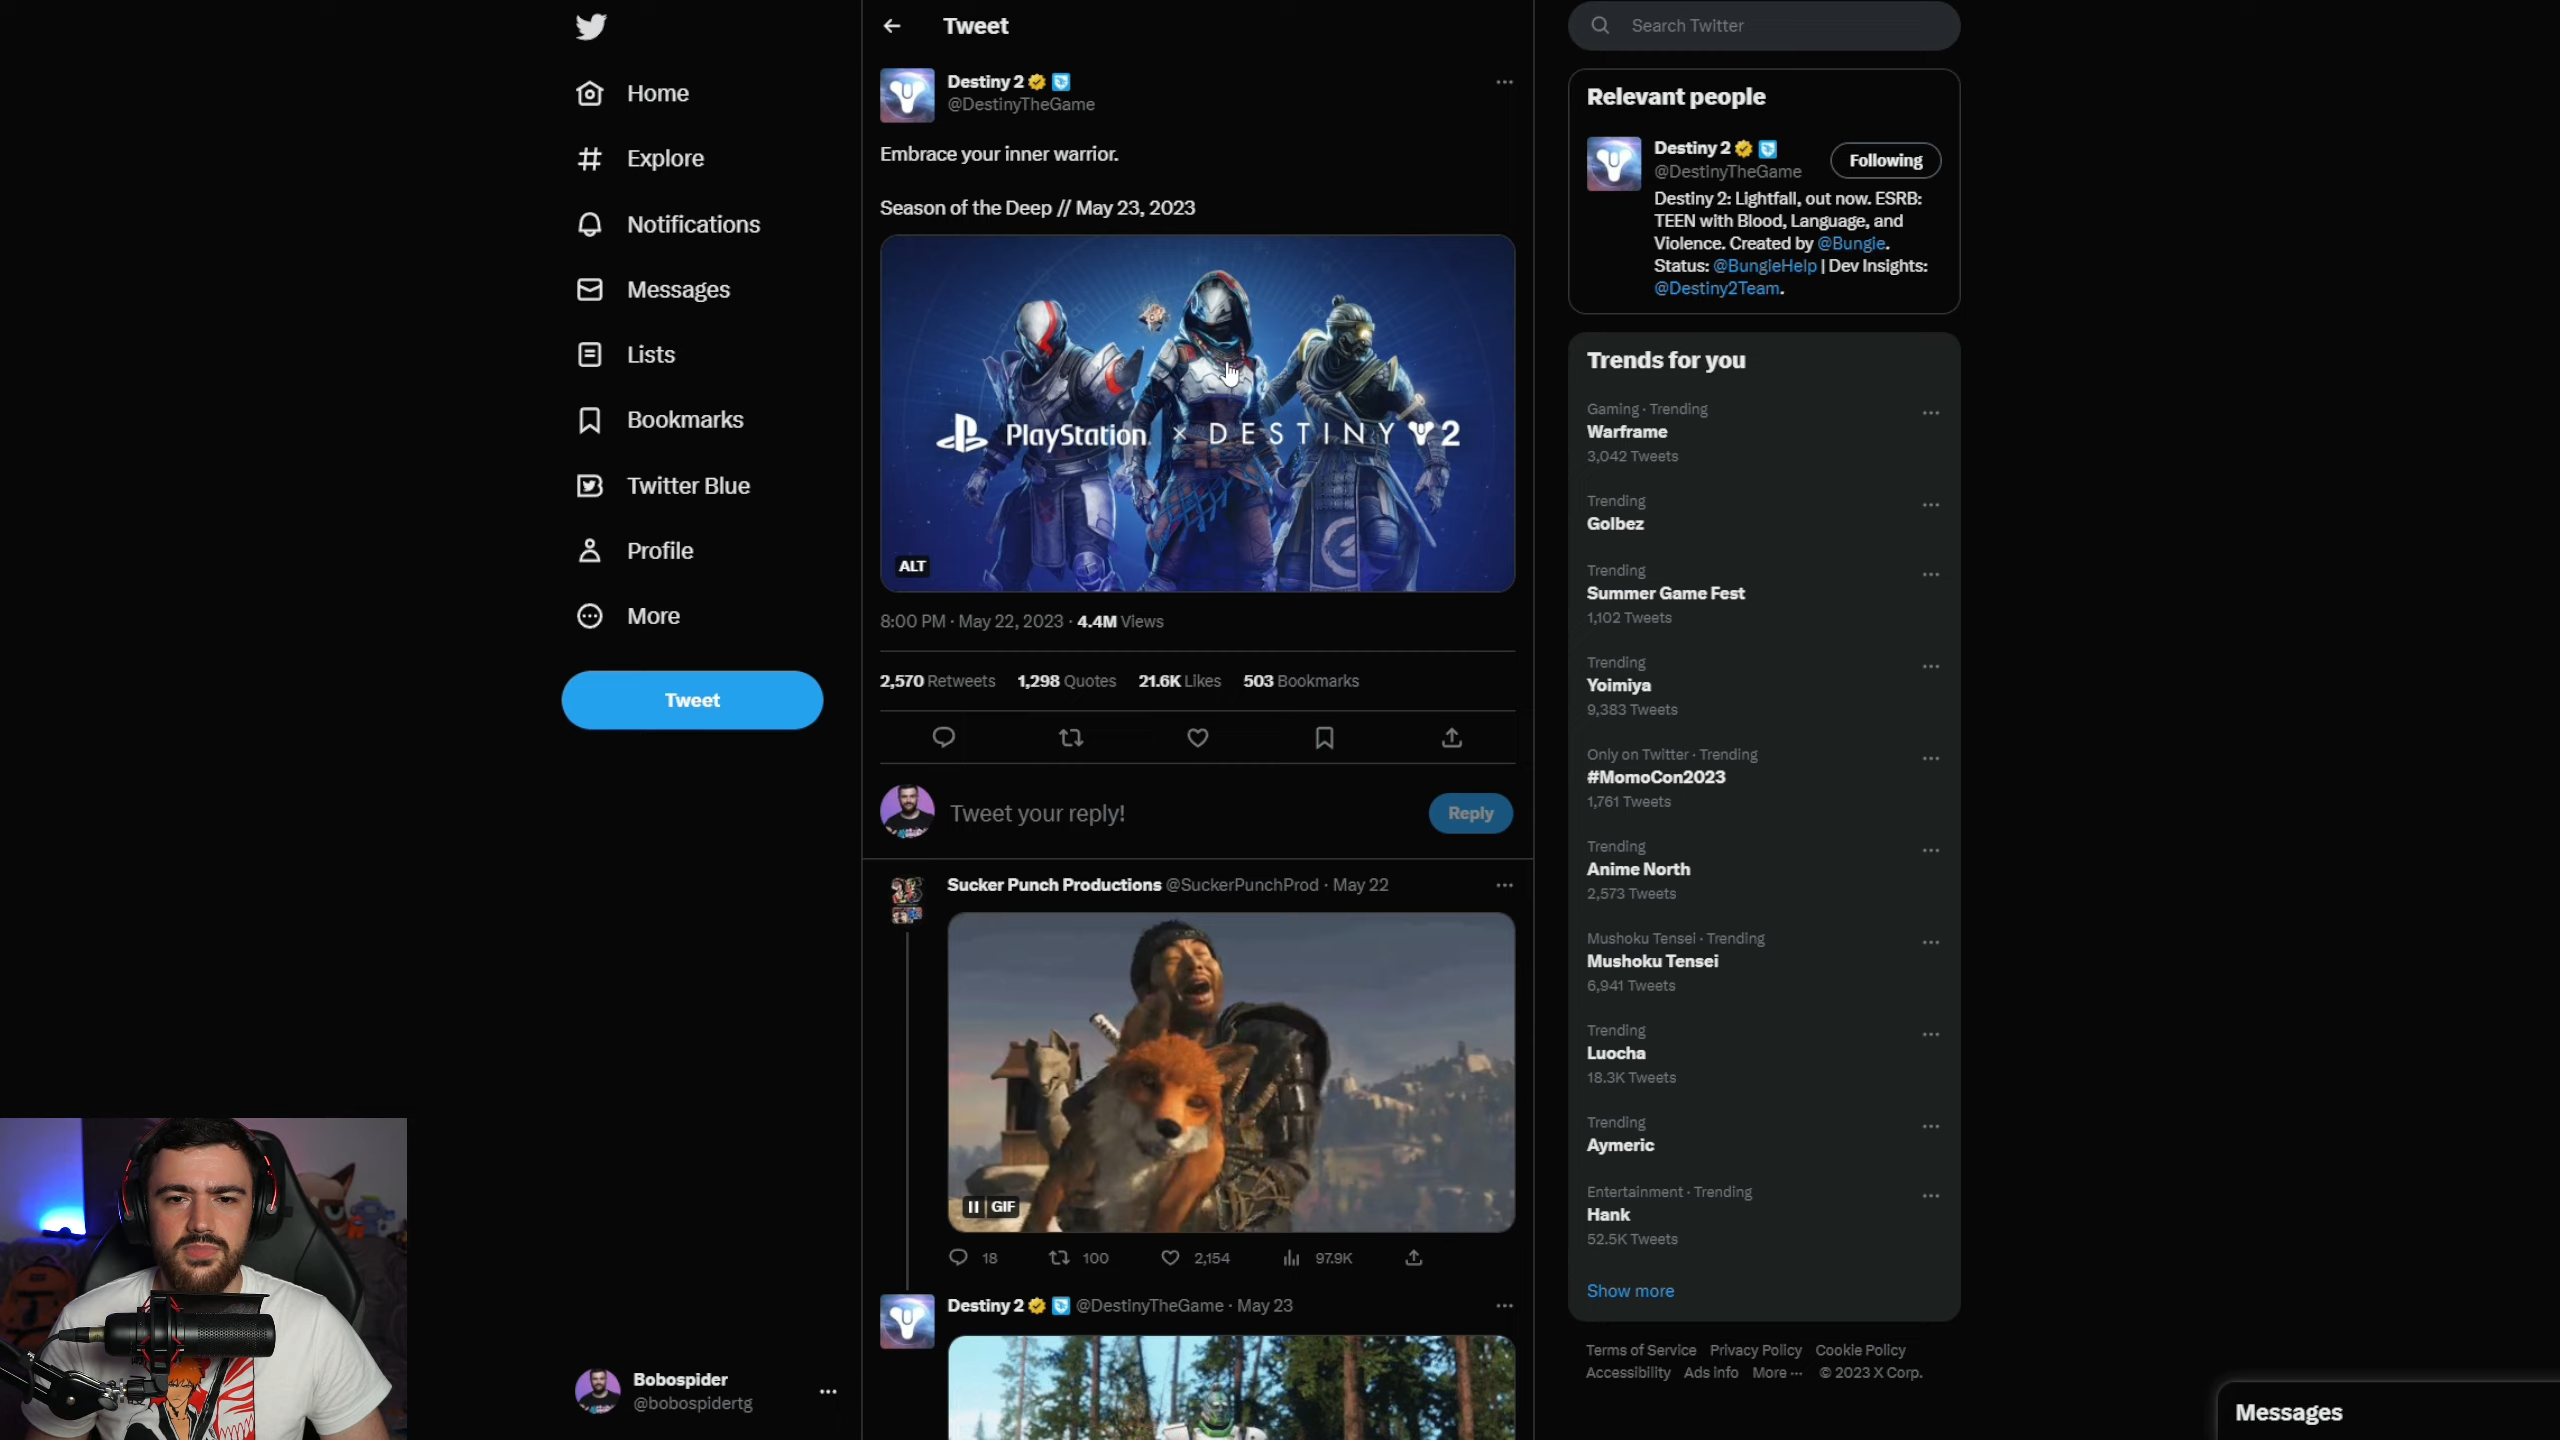 Home
Explore
Notifications
Messages
Lists
Bookmarks
Twitter Blue
Profile
More
Tweet
Bobospider
@bobospidertg
Tweet
Destiny 2
@DestinyTheGame
Embrace your inner warrior.
Season of the Deep // May 23, 2023
PlayStation × DESTINY 2
ALT
8:00 PM · May 22, 2023 · 4.4M Views
2,570 Retweets 1,298 Quotes 21.6K Likes 503 Bookmarks
Tweet your reply!
Reply
Sucker Punch Productions @SuckerPunchProd · May 22
GIF
18 100 2,154 97.9K
Destiny 2 @DestinyTheGame · May 23
Search Twitter
Relevant people
Destiny 2
@DestinyTheGame
Following
Destiny 2: Lightfall, out now. ESRB:
TEEN with Blood, Language, and
Violence. Created by @Bungie.
Status: @BungieHelp | Dev Insights:
@Destiny2Team.
Trends for you
Gaming · Trending
Warframe
3,042 Tweets
Trending
Golbez
Trending
Summer Game Fest
1,102 Tweets
Trending
Yoimiya
9,383 Tweets
Only on Twitter · Trending
#MomoCon2023
1,761 Tweets
Trending
Anime North
2,573 Tweets
Mushoku Tensei · Trending
Mushoku Tensei
6,941 Tweets
Trending
Luocha
18.3K Tweets
Trending
Aymeric
Entertainment · Trending
Hank
52.5K Tweets
Show more
Terms of Service Privacy Policy Cookie Policy
Accessibility Ads info More ··· © 2023 X Corp.
Messages